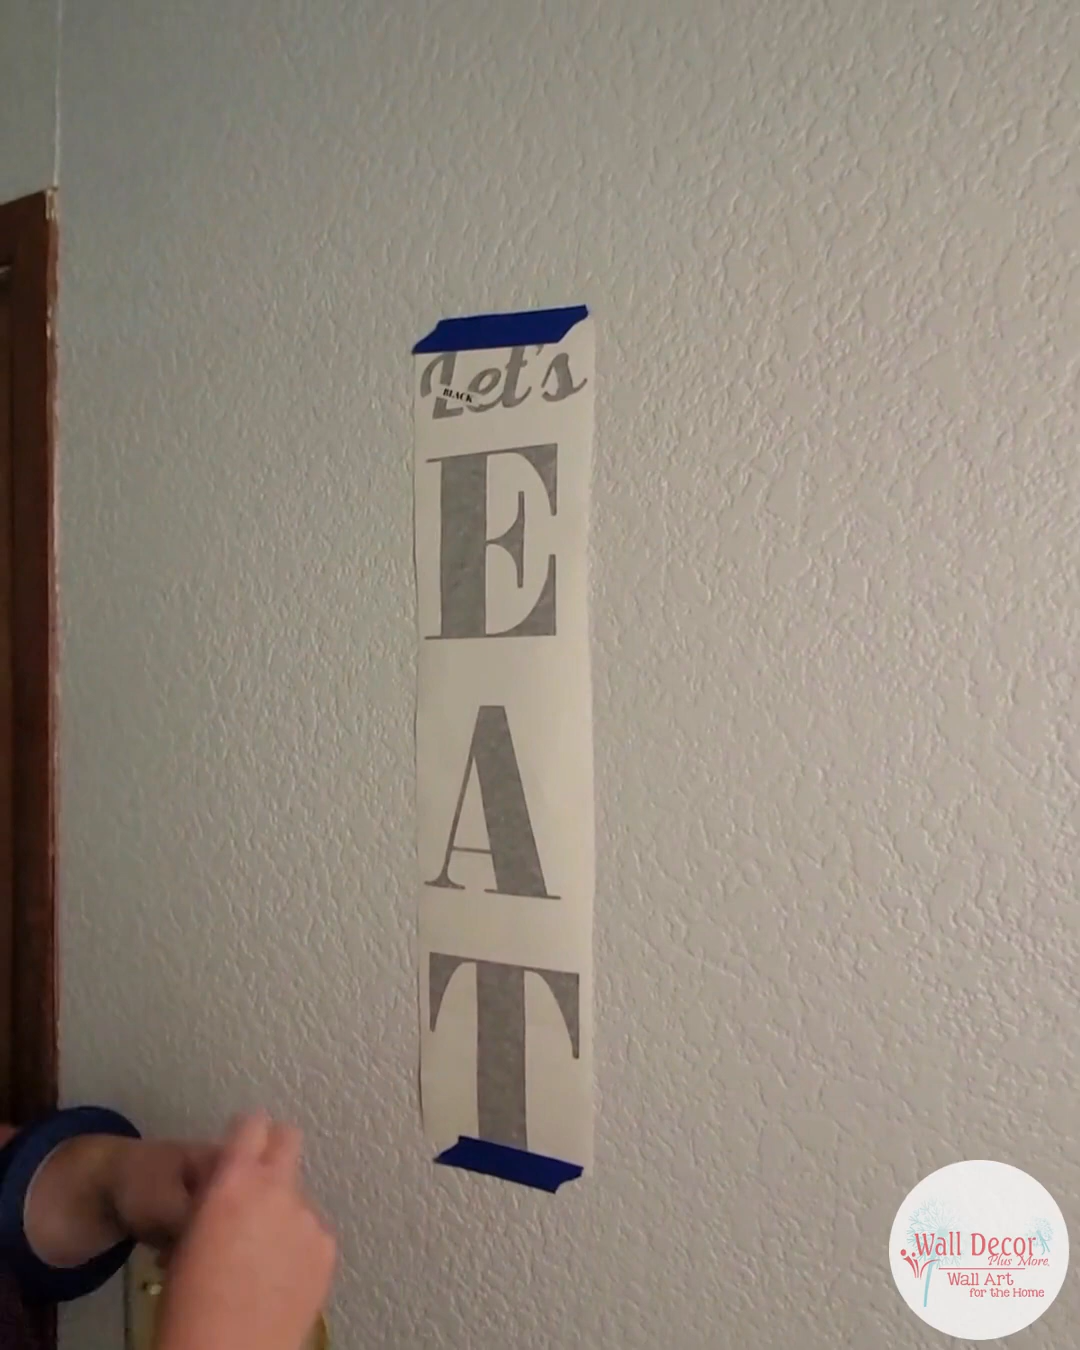 Let's
BLACK
E
A
T
Wall Decor
Plus More.
Wall Art
for the Home